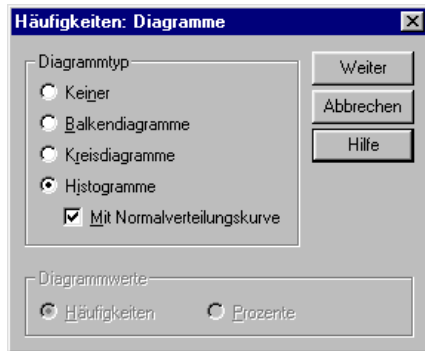 Häufigkeiten: Diagramme
Diagrammtyp
Keiner
Balkendiagramme
Kreisdiagramme
Histogramme
Mit Normalverteilungskurve
Weiter
Abbrechen
Hilfe
Diagrammwerte
Häufigkeiten Prozente